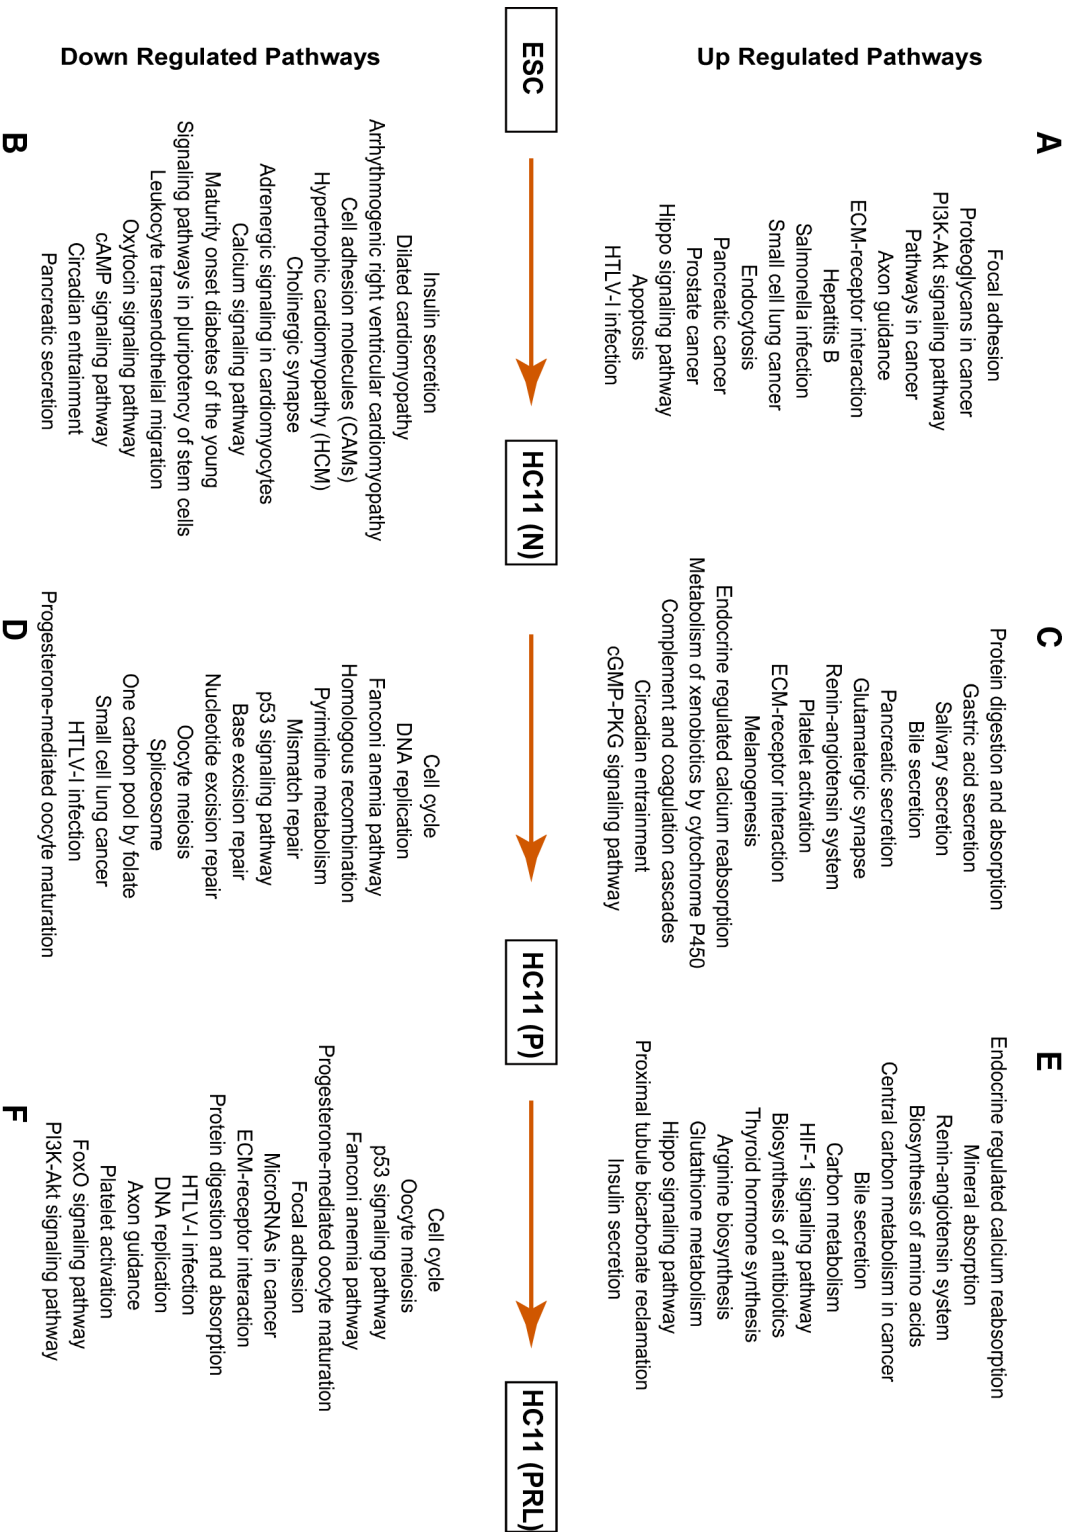 Up Regulated Pathways
A
Focal adhesion
Proteoglycans in cancer
PI3K-Akt signaling pathway
Pathways in cancer
Axon guidance
ECM-receptor interaction
Hepatitis B
Salmonella infection
Small cell lung cancer
Endocytosis
Pancreatic cancer
Prostate cancer
Hippo signaling pathway
Apoptosis
HTLV-I infection
C
Protein digestion and absorption
Gastric acid secretion
Salivary secretion
Bile secretion
Pancreatic secretion
Glutamatergic synapse
Renin-angiotensin system
Platelet activation
ECM-receptor interaction
Melanogenesis
Endocrine regulated calcium reabsorption
Metabolism of xenobiotics by cytochrome P450
Complement and coagulation cascades
Circadian entrainment
cGMP-PKG signaling pathway
E
Endocrine regulated calcium reabsorption
Mineral absorption
Renin-angiotensin system
Biosynthesis of amino acids
Central carbon metabolism in cancer
Bile secretion
Carbon metabolism
HIF-1 signaling pathway
Biosynthesis of antibiotics
Thyroid hormone synthesis
Arginine biosynthesis
Glutathione metabolism
Hippo signaling pathway
Proximal tubule bicarbonate reclamation
Insulin secretion
ESC
HC11 (N)
HC11 (P)
HC11 (PRL)
Down Regulated Pathways
Insulin secretion
Dilated cardiomyopathy
Arrhythmogenic right ventricular cardiomyopathy
Cell adhesion molecules (CAMs)
Hypertrophic cardiomyopathy (HCM)
Cholinergic synapse
Adrenergic signaling in cardiomyocytes
Calcium signaling pathway
Maturity onset diabetes of the young
Signaling pathways in pluripotency of stem cells
Leukocyte transendothelial migration
Oxytocin signaling pathway
cAMP signaling pathway
Circadian entrainment
Pancreatic secretion
B
Cell cycle
DNA replication
Fanconi anemia pathway
Homologous recombination
Pyrimidine metabolism
Mismatch repair
p53 signaling pathway
Base excision repair
Nucleotide excision repair
Oocyte meiosis
Spliceosome
One carbon pool by folate
Small cell lung cancer
HTLV-I infection
Progesterone-mediated oocyte maturation
D
Cell cycle
Oocyte meiosis
p53 signaling pathway
Fanconi anemia pathway
Progesterone-mediated oocyte maturation
Focal adhesion
MicroRNAs in cancer
ECM-receptor interaction
Protein digestion and absorption
HTLV-I infection
DNA replication
Axon guidance
Platelet activation
FoxO signaling pathway
PI3K-Akt signaling pathway
F